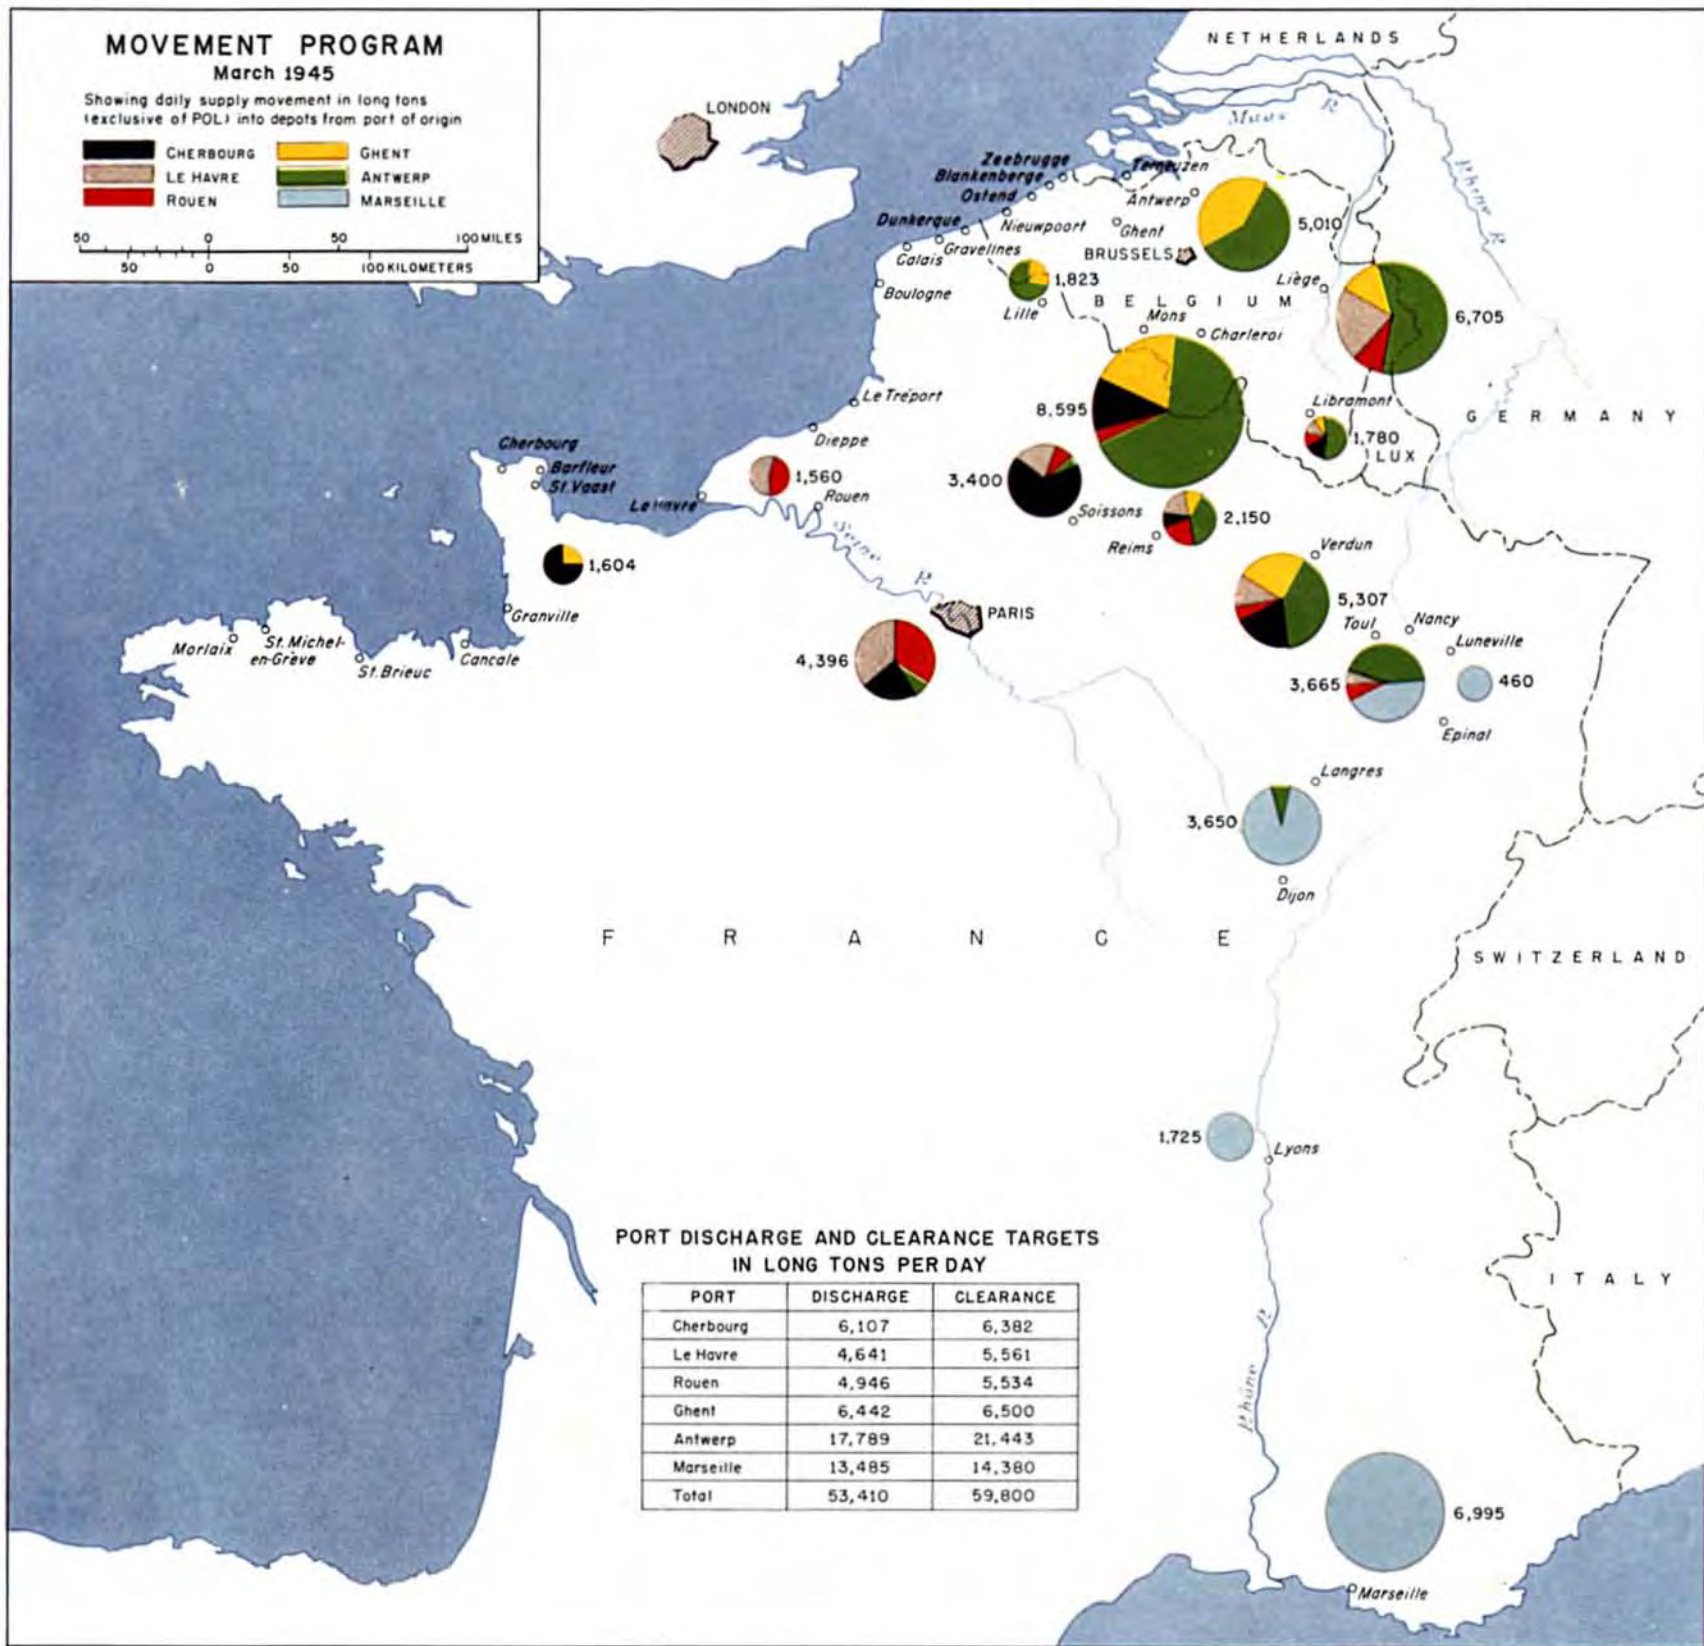 MOVEMENT PROGRAM
March 1945
Showing daily supply movement in long tons
(exclusive of POL) into depots from port of origin
CHERBOURG
GHENT
LE HAVRE
ANTWERP
ROUEN
MARSEILLE
50 0 50 100 MILES
50 0 50 100 KILOMETERS
NETHERLANDS
LONDON
Maas R
Rhine R
Zeebrugge
Terneuzen
Blankenberge
Ostend
Antwerp
5,010
Dunkerque
Nieuwpoort
Ghent
Gravelines
BRUSSELS
Calais
1,823
Liège
Boulogne
BELGIUM
Lille
Mons
6,705
Charleroi
Le Tréport
Libramont
8,595
GERMANY
Dieppe
1,780
Cherbourg
LUX
Barfleur
1,560
3,400
St. Vaast
Le Havre
Rouen
Soissons
2,150
Seine R
Reims
Verdun
1,604
5,307
Granville
PARIS
Toul
Nancy
Morlaix
St. Michel-
en-Grève
St. Brieuc
Cancale
Luneville
4,396
3,665
460
Epinal
Langres
3,650
Dijon
FRANCE
SWITZERLAND
1,725
Lyons
PORT DISCHARGE AND CLEARANCE TARGETS
IN LONG TONS PER DAY
ITALY
PORT DISCHARGE CLEARANCE
Cherbourg 6,107 6,382
Le Havre 4,641 5,561
Rouen 4,946 5,534
Ghent 6,442 6,500
Antwerp 17,789 21,443
Marseille 13,485 14,380
Total 53,410 59,800
Rhône R
6,995
Marseille